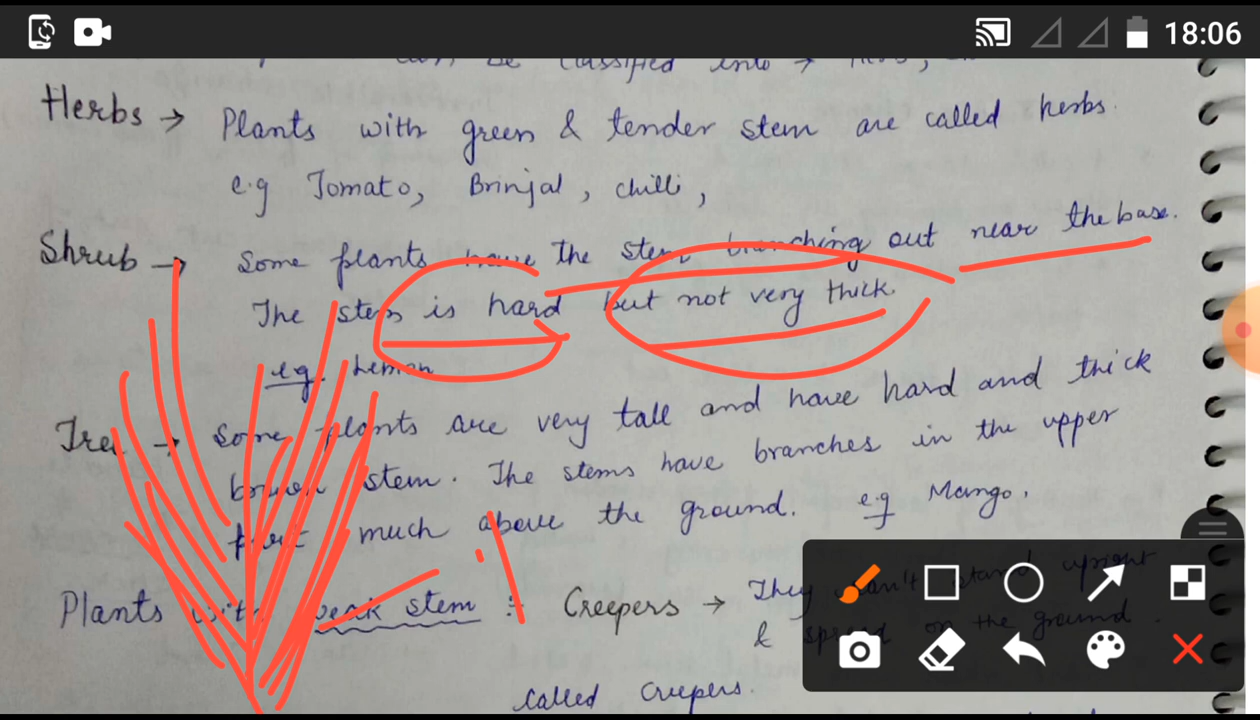 18:06
classified into →
Herbs → Plants with green & tender stem are called herbs.
e.g Tomato, Brinjal, chilli,
Shrub → Some plants have the stem branching out near the base.
The stem is hard but not very thick.
eg. Lemon
Tree → Some plants are very tall and have hard and thick
brown stem. The stems have branches in the upper
part much above the ground. e.g Mango.
Plants with weak stem :- Creepers → They can't stand upright
& spread on the ground.
called creepers.